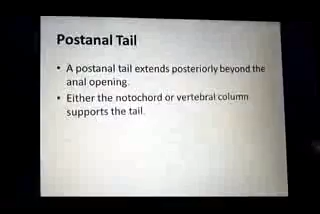 Postanal Tail
• A postanal tail extends posteriorly beyond the
anal opening.
• Either the notochord or vertebral column
supports the tail.